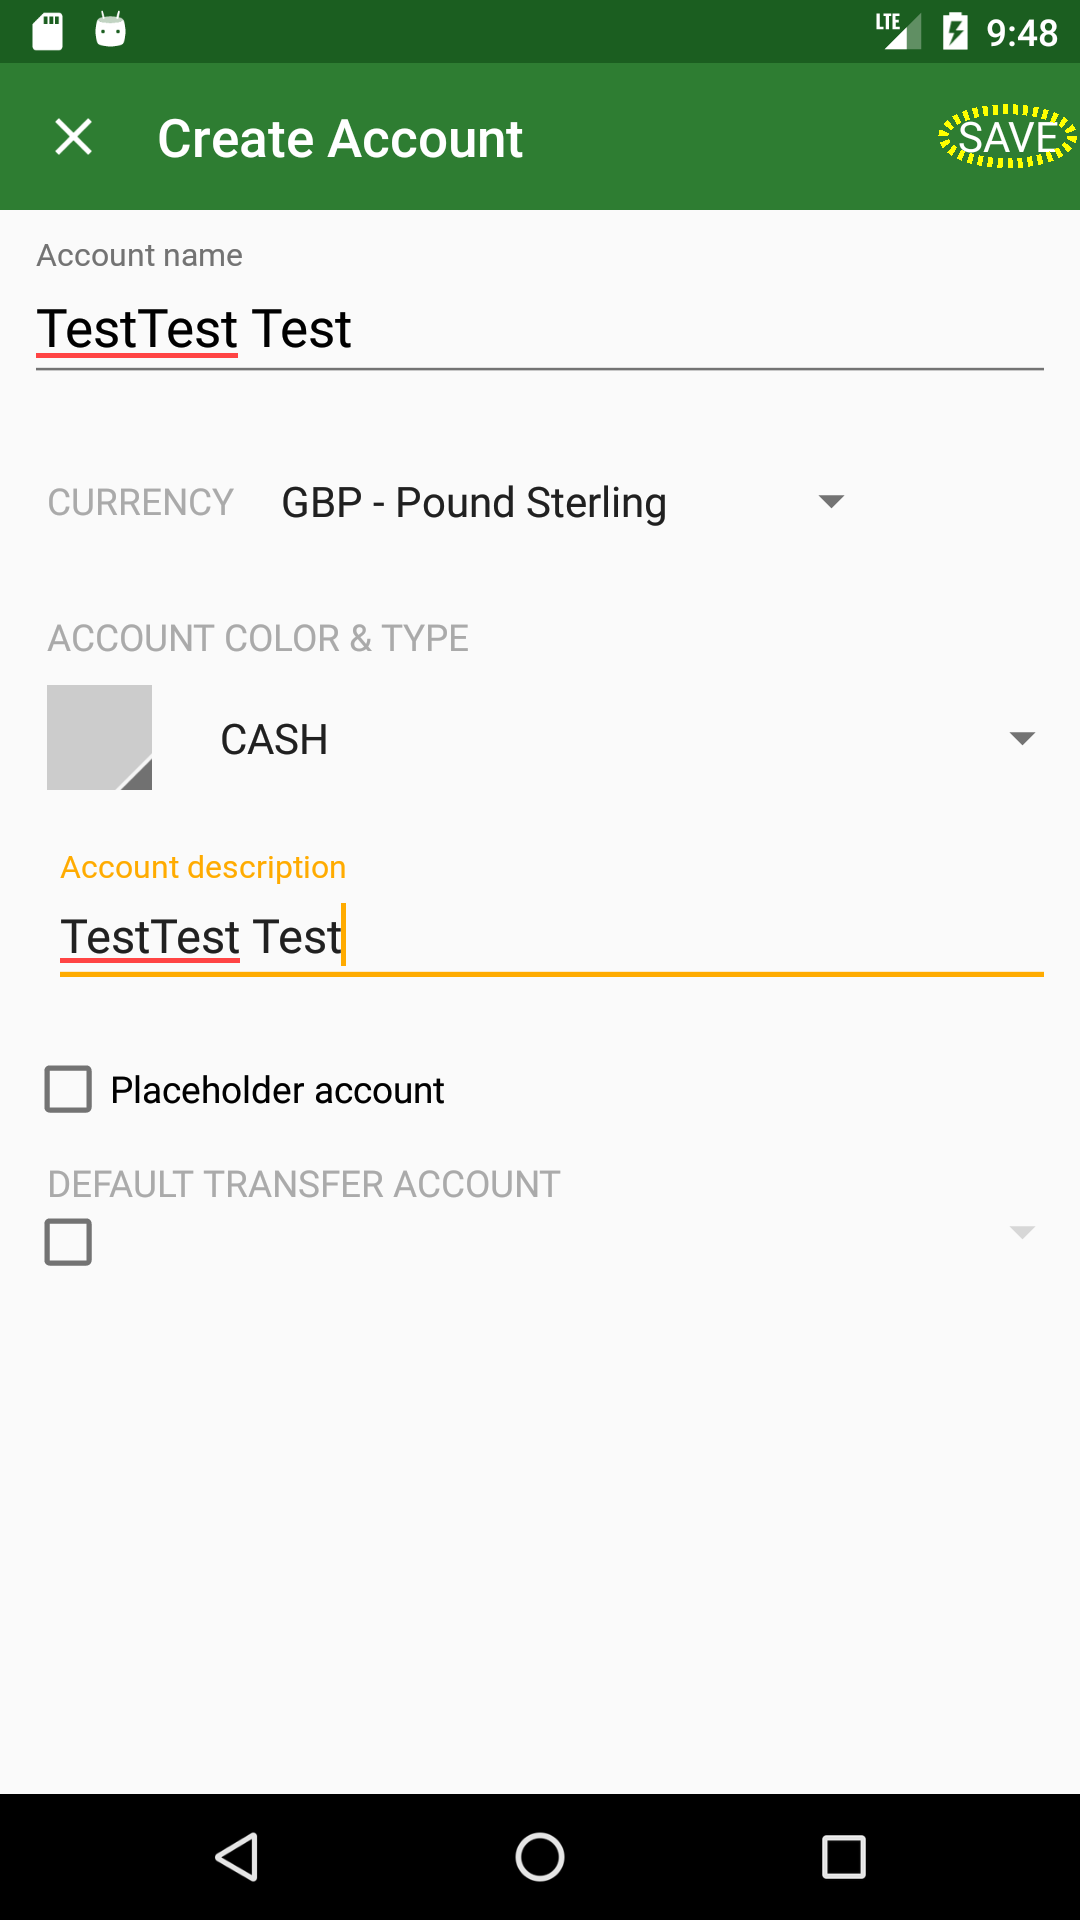 LTE 9:48
Create Account SAVE
Account name
TestTest Test
CURRENCY GBP - Pound Sterling
ACCOUNT COLOR & TYPE
CASH
Account description
TestTest Test
Placeholder account
DEFAULT TRANSFER ACCOUNT